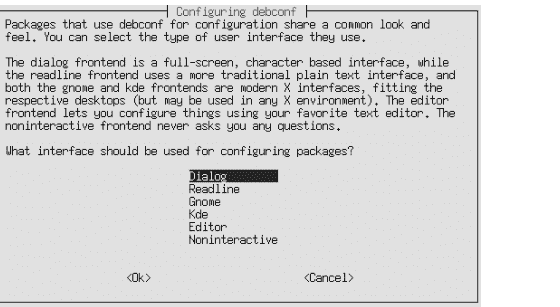 Configuring debconf
Packages that use debconf for configuration share a common look and
feel. You can select the type of user interface they use.
The dialog frontend is a full-screen, character based interface, while
the readline frontend uses a more traditional plain text interface, and
both the gnome and kde frontends are modern X interfaces, fitting the
respective desktops (but may be used in any X environment). The editor
frontend lets you configure things using your favorite text editor. The
noninteractive frontend never asks you any questions.
What interface should be used for configuring packages?
Dialog
Readline
Gnome
Kde
Editor
Noninteractive
<Ok> <Cancel>